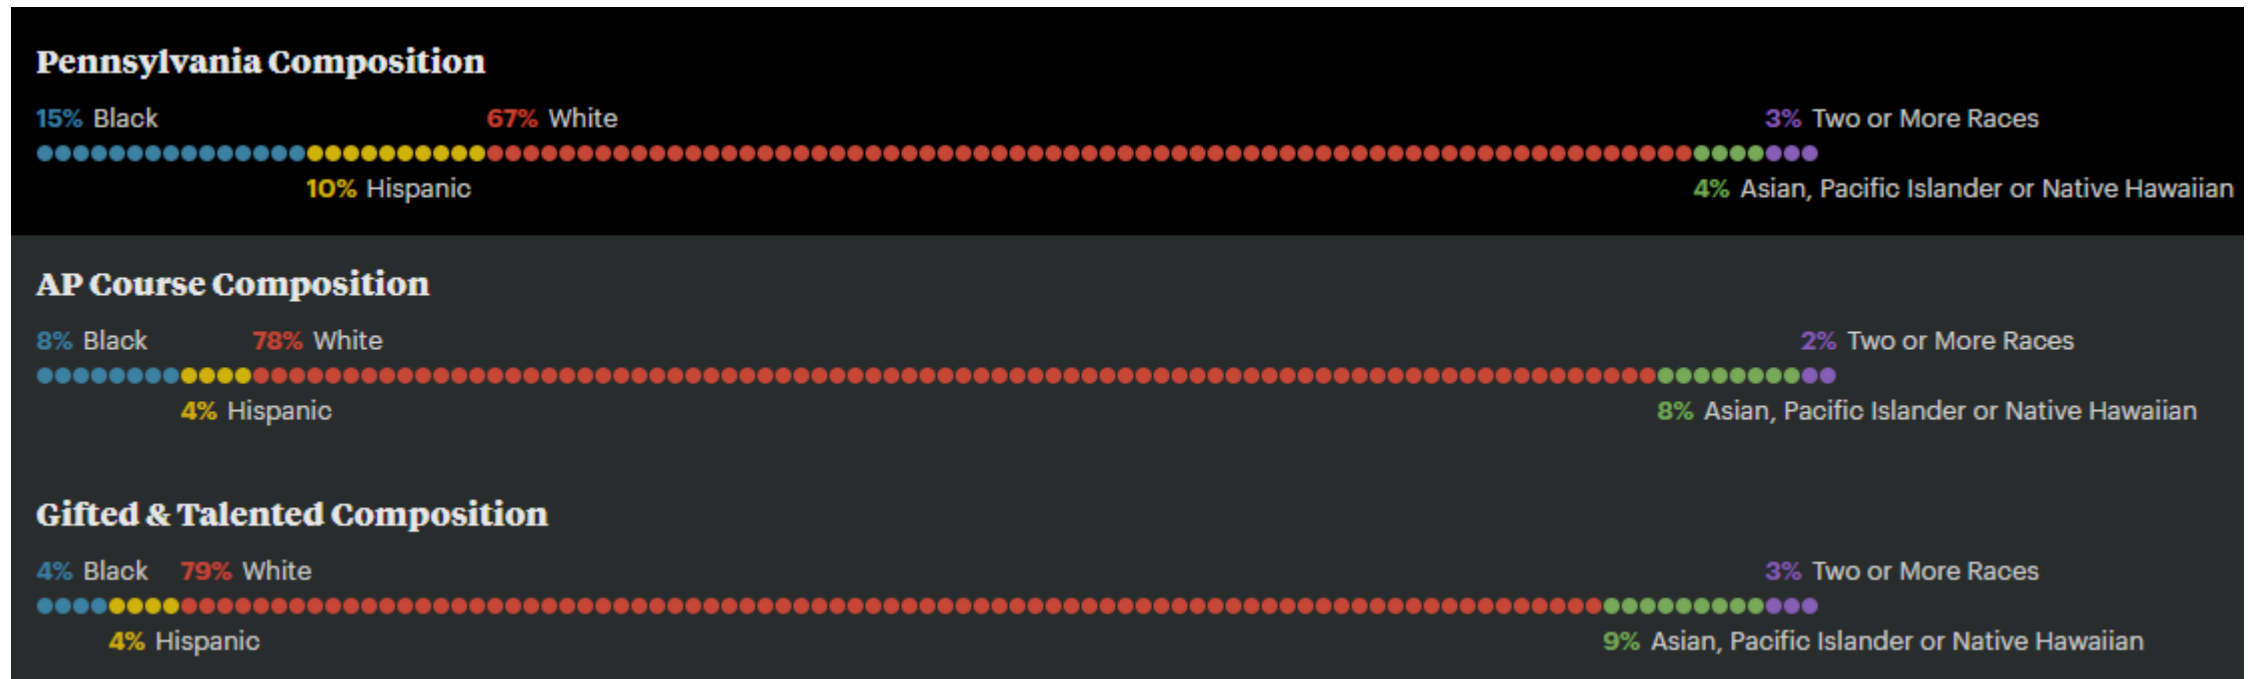 Pennsylvania Composition
15% Black 67% White 3% Two or More Races
10% Hispanic 4% Asian, Pacific Islander or Native Hawaiian
AP Course Composition
8% Black 78% White 2% Two or More Races
4% Hispanic 8% Asian, Pacific Islander or Native Hawaiian
Gifted & Talented Composition
4% Black 79% White 3% Two or More Races
4% Hispanic 9% Asian, Pacific Islander or Native Hawaiian